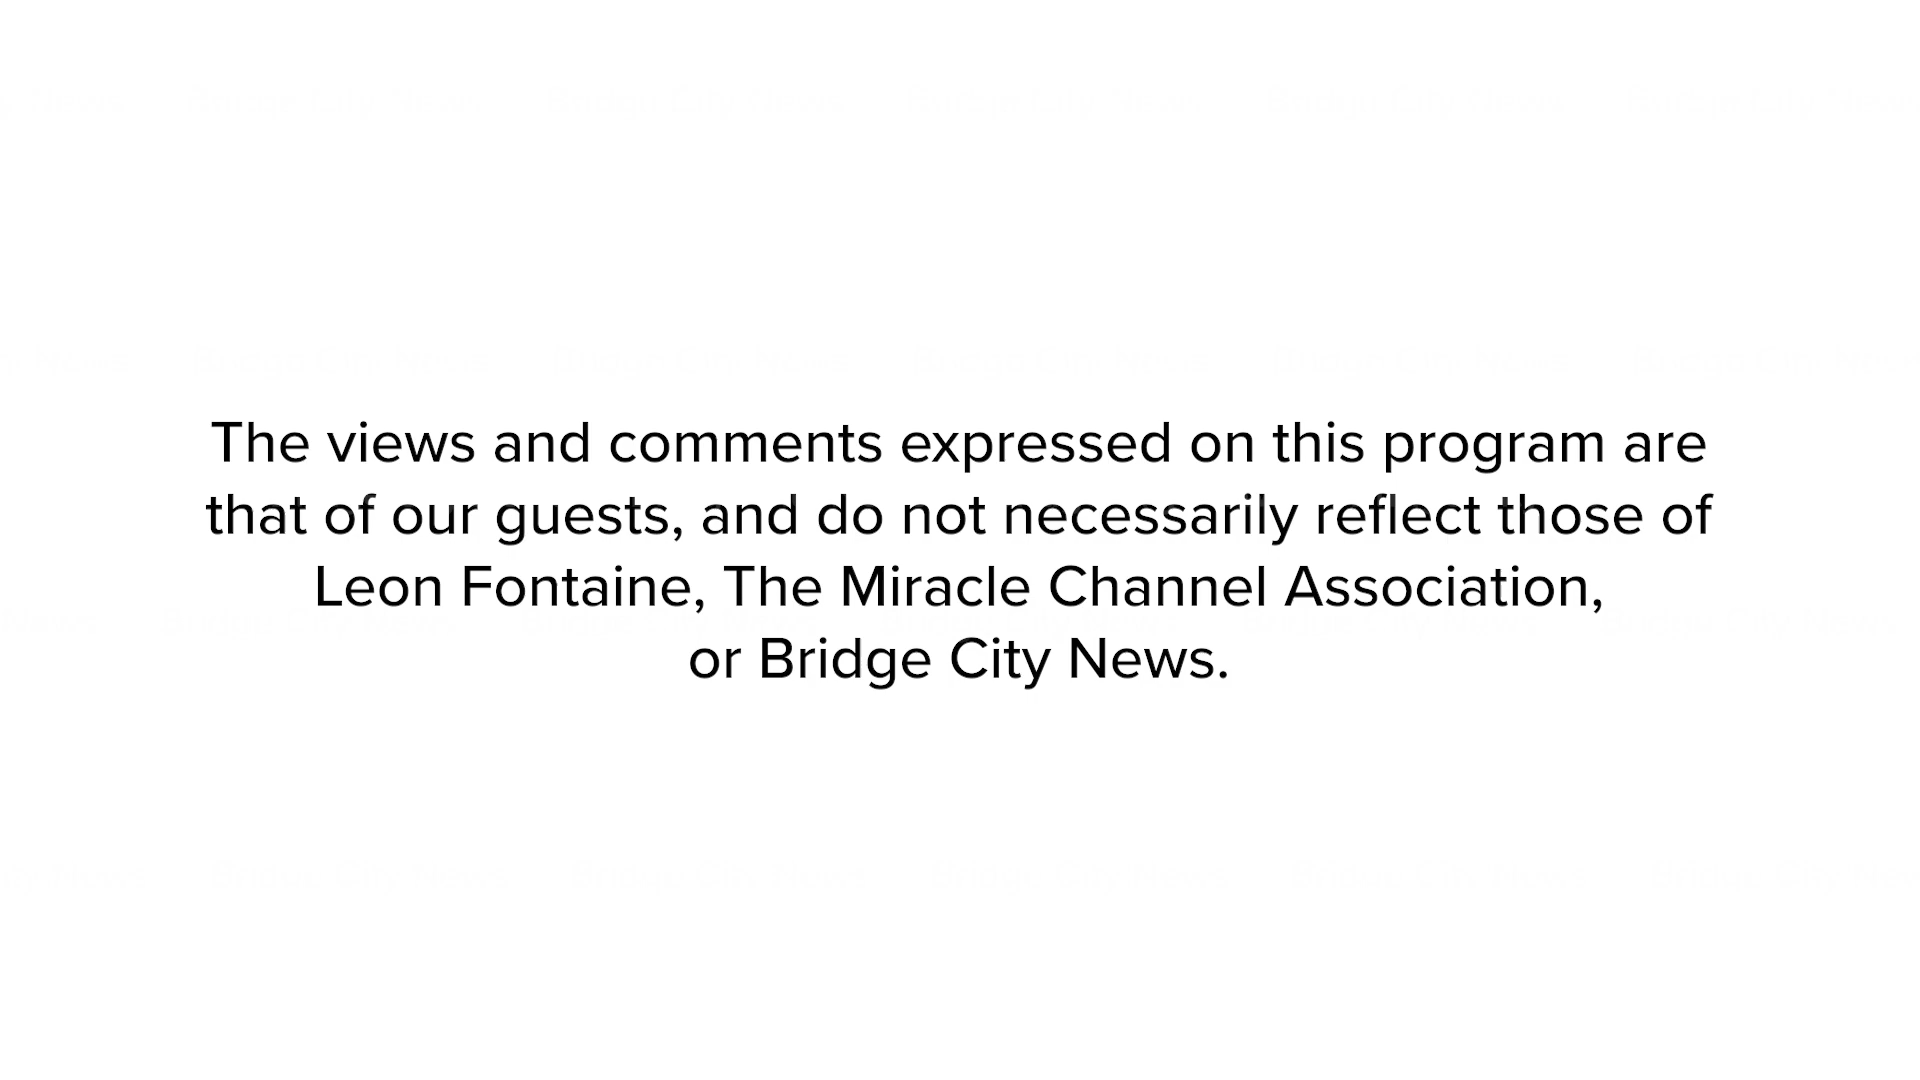 The views and comments expressed on this program are
that of our guests, and do not necessarily reflect those of
Leon Fontaine, The Miracle Channel Association,
or Bridge City News.